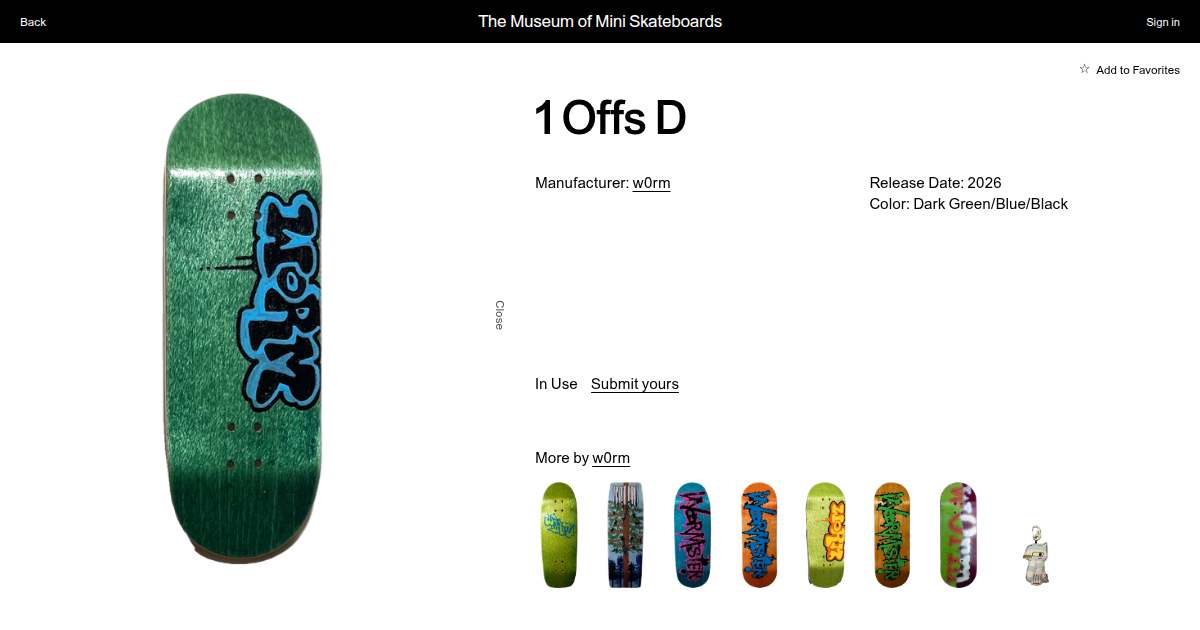 Back
The Museum of Mini Skateboards
Sign in
☆ Add to Favorites
1 Offs D
Manufacturer: w0rm
Release Date: 2026
Color: Dark Green/Blue/Black
Close
In Use Submit yours
More by w0rm